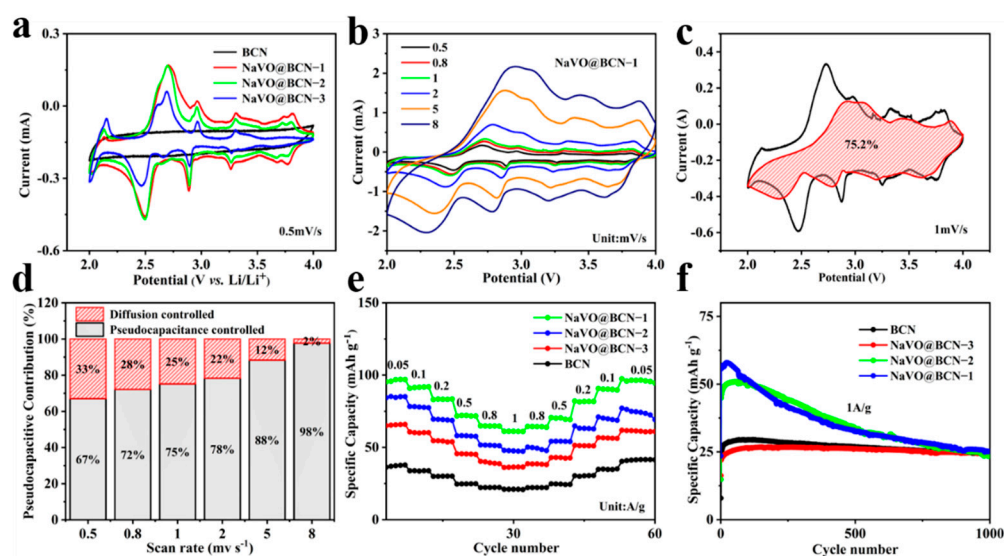 a
BCN
NaVO@BCN−1
NaVO@BCN−2
NaVO@BCN−3
0.5mV/s
Current (mA)
0.3
0.0
-0.3
-0.6
2.0 2.5 3.0 3.5 4.0
Potential (V vs. Li/Li+)
b
0.5
0.8
1
2
5
8
NaVO@BCN−1
Unit:mV/s
Current (mA)
3
2
1
0
-1
-2
2.0 2.5 3.0 3.5 4.0
Potential (V)
c
75.2%
1mV/s
Current (A)
0.4
0.2
0.0
-0.2
-0.4
-0.6
2.0 2.5 3.0 3.5 4.0
Potential (V)
d
Diffusion controlled
Pseudocapacitance controlled
33% 28% 25% 22% 12% 2%
67% 72% 75% 78% 88% 98%
Pseudocapacitive Contribution (%)
120
100
80
60
40
20
0
0.5 0.8 1 2 5 8
Scan rate (mv s-1)
e
NaVO@BCN−1
NaVO@BCN−2
NaVO@BCN−3
BCN
0.05 0.1 0.2 0.5 0.8 1 0.8 0.5 0.2 0.1 0.05
Unit:A/g
Specific Capacity (mAh g-1)
150
100
50
0
0 30 60
Cycle number
f
BCN
NaVO@BCN−3
NaVO@BCN−2
NaVO@BCN−1
1A/g
Specific Capacity (mAh g-1)
75
50
25
0
0 500 1000
Cycle number